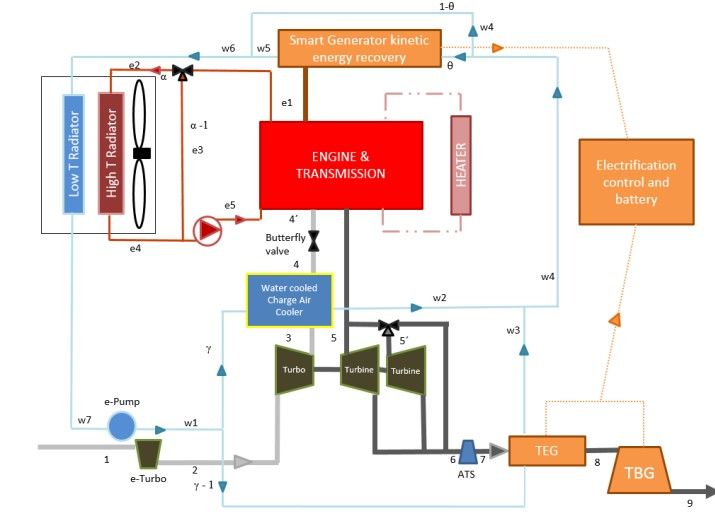 1-θ
w4
Smart Generator kinetic
energy recovery
w6
w5
θ
e2
α
e1
Low T Radiator
High T Radiator
α -1
e3
ENGINE &
TRANSMISSION
HEATER
Electrification
control and
battery
e5
4´
e4
Butterfly
valve
4
w4
Water cooled
Charge Air
Cooler
w2
w3
γ
3
5
5´
Turbo
Turbine
Turbine
e-Pump
w7
w1
1
e-Turbo
2
γ - 1
6
7
ATS
TEG
8
TBG
9